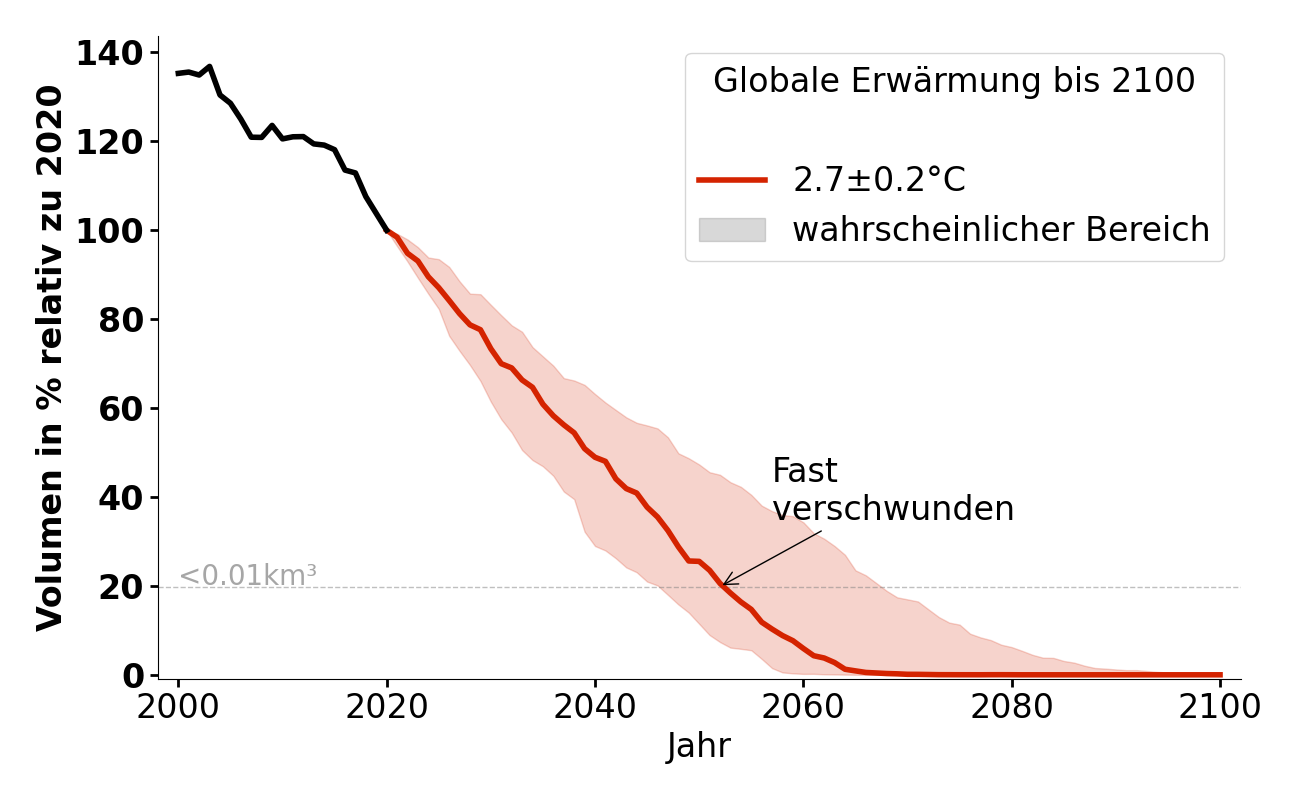 Volumen in % relativ zu 2020
140
120
100
80
60
40
20
0
Globale Erwärmung bis 2100
2.7±0.2°C
wahrscheinlicher Bereich
Fast
verschwunden
<0.01km³
2000 2020 2040 2060 2080 2100
Jahr